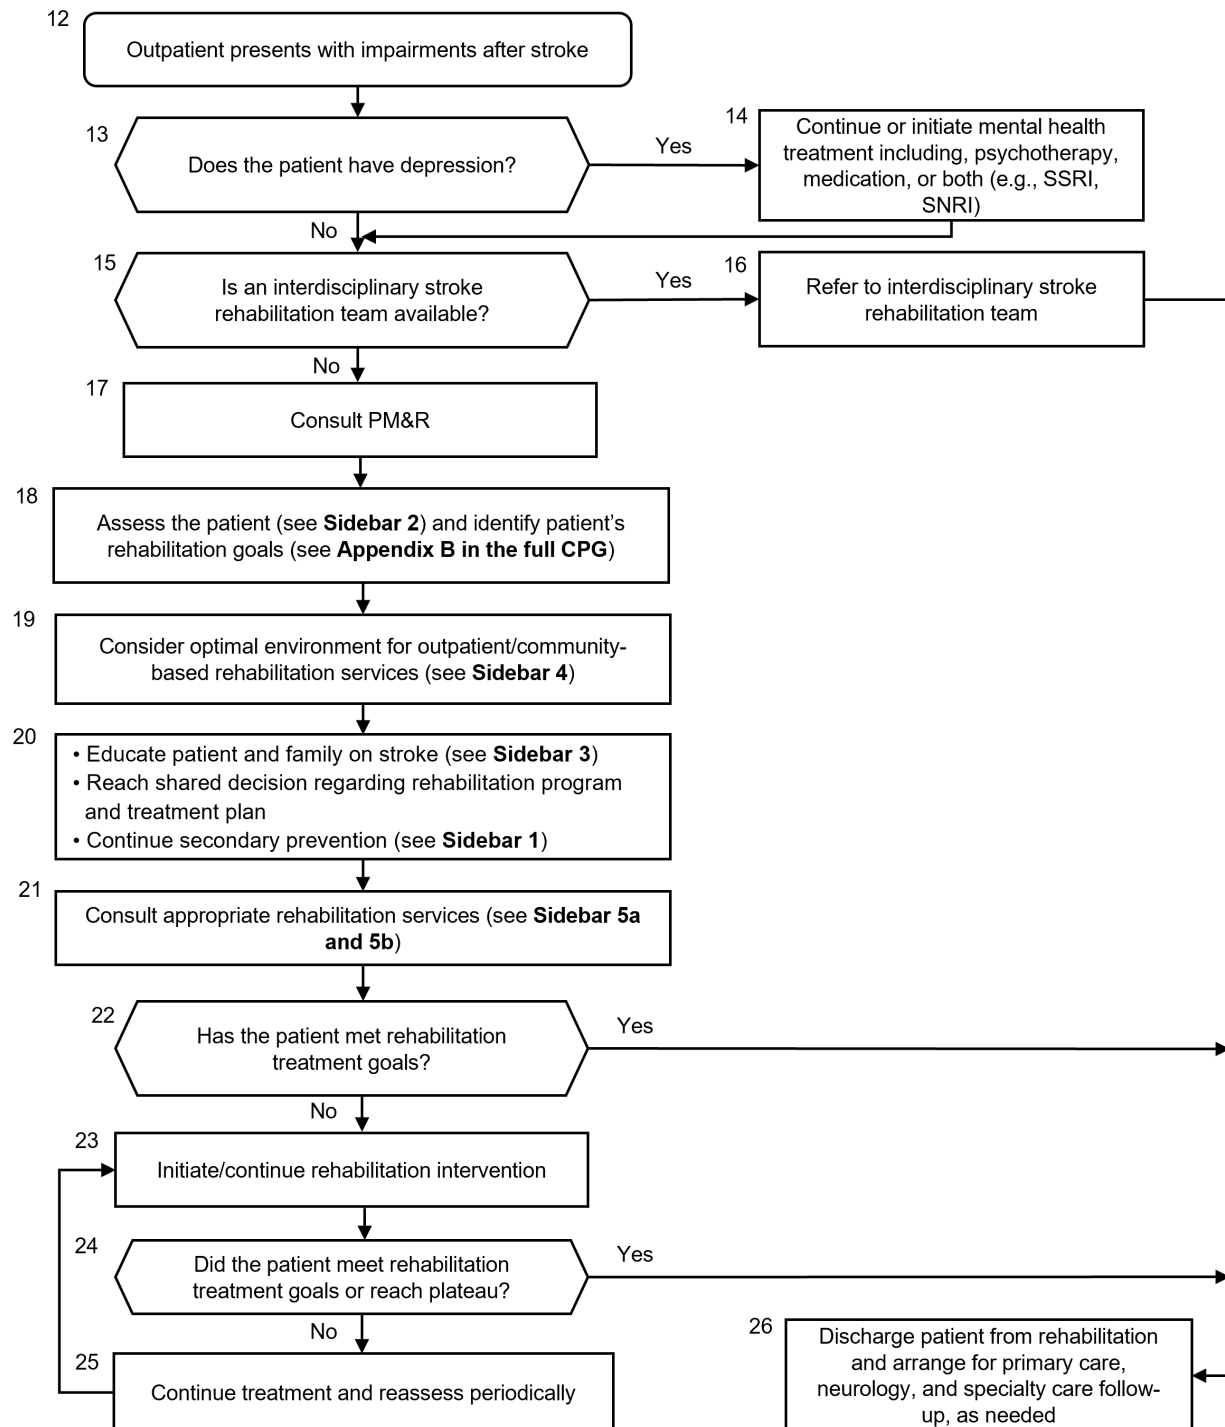 12
Outpatient presents with impairments after stroke
13
Does the patient have depression?
Yes
14
Continue or initiate mental health
treatment including, psychotherapy,
medication, or both (e.g., SSRI,
SNRI)
No
15
Is an interdisciplinary stroke
rehabilitation team available?
Yes
16
Refer to interdisciplinary stroke
rehabilitation team
No
17
Consult PM&R
18
Assess the patient (see Sidebar 2) and identify patient’s
rehabilitation goals (see Appendix B in the full CPG)
19
Consider optimal environment for outpatient/community-
based rehabilitation services (see Sidebar 4)
20
• Educate patient and family on stroke (see Sidebar 3)
• Reach shared decision regarding rehabilitation program
and treatment plan
• Continue secondary prevention (see Sidebar 1)
21
Consult appropriate rehabilitation services (see Sidebar 5a
and 5b)
22
Has the patient met rehabilitation
treatment goals?
Yes
No
23
Initiate/continue rehabilitation intervention
24
Did the patient meet rehabilitation
treatment goals or reach plateau?
Yes
No
25
Continue treatment and reassess periodically
26
Discharge patient from rehabilitation
and arrange for primary care,
neurology, and specialty care follow-
up, as needed